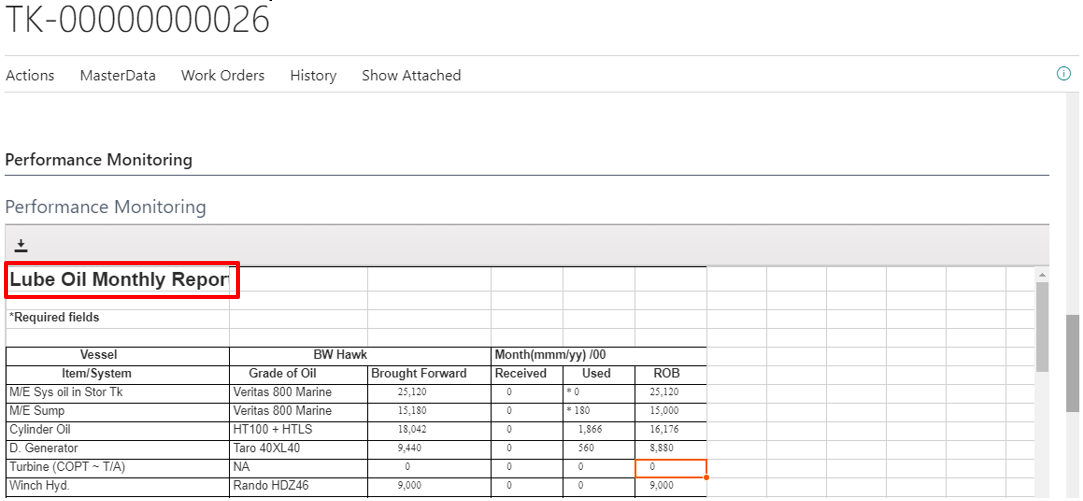 TK-00000000026
Actions MasterData Work Orders History Show Attached
Performance Monitoring
Performance Monitoring
Lube Oil Monthly Repor
*Required fields
Vessel BW Hawk Month(mmm/yy) /00
Item/System Grade of Oil Brought Forward Received Used ROB
M/E Sys oil in Stor Tk Veritas 800 Marine 25,120 0 * 0 25,120
M/E Sump Veritas 800 Marine 15,180 0 * 180 15,000
Cylinder Oil HT100 + HTLS 18,042 0 1,866 16,176
D. Generator Taro 40XL40 9,440 0 560 8,880
Turbine (COPT ~ T/A) NA 0 0 0 0
Winch Hyd. Rando HDZ46 9,000 0 0 9,000